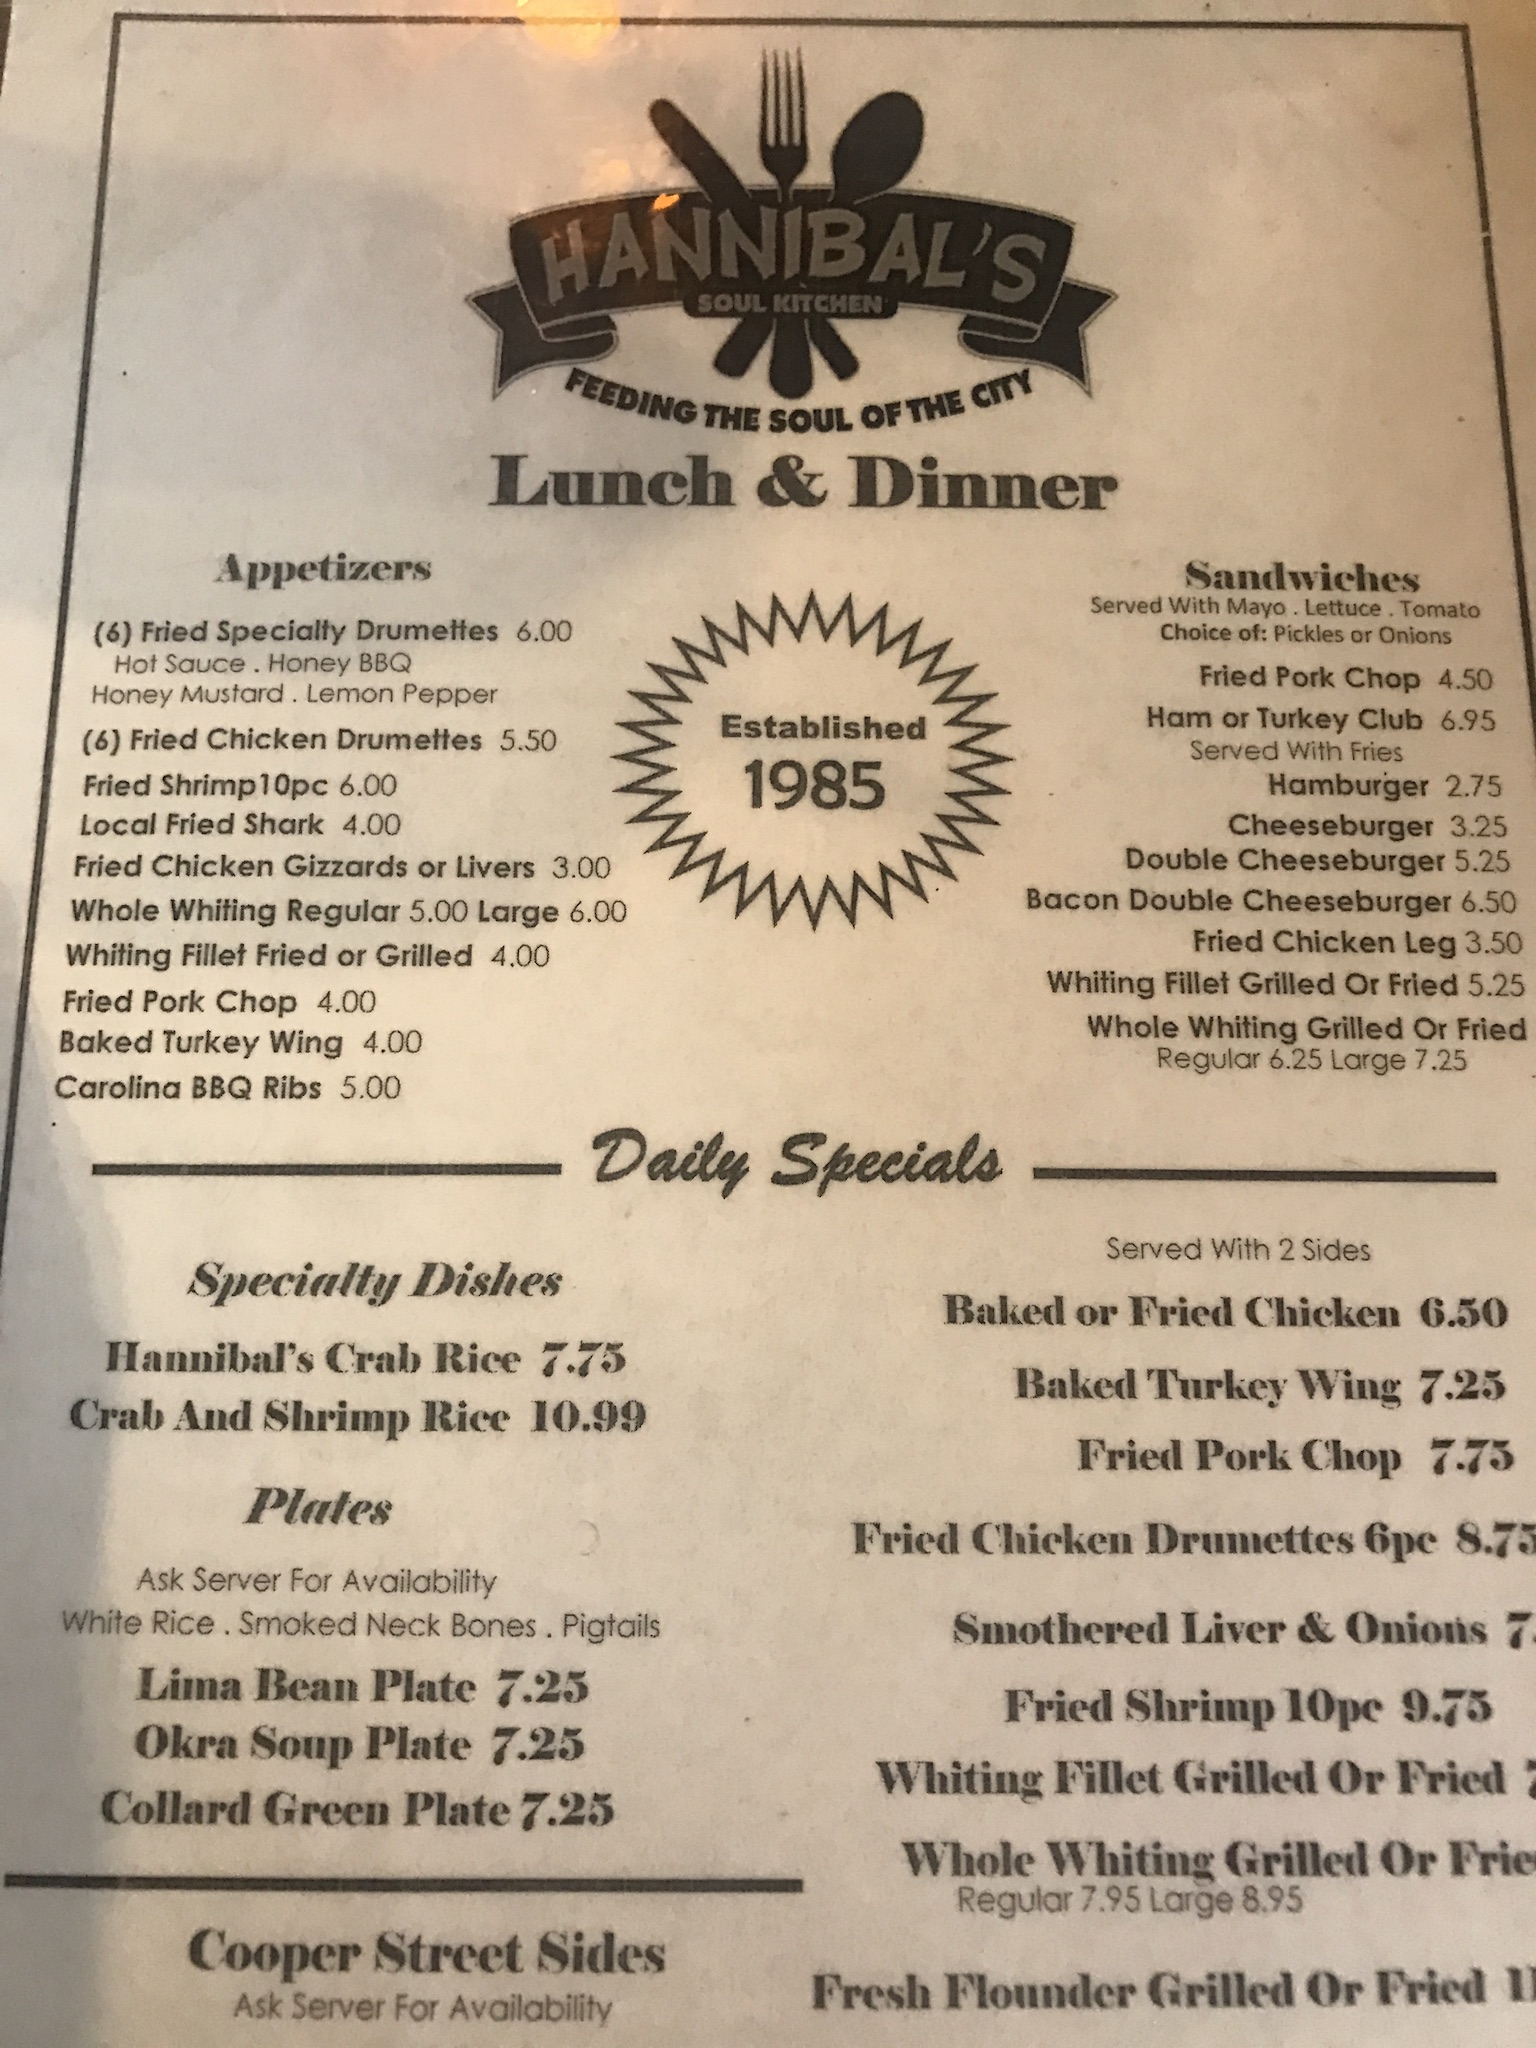 HANNIBAL'S
SOUL KITCHEN
FEEDING THE SOUL OF THE CITY
Lunch & Dinner
Appetizers
(6) Fried Specialty Drumettes 6.00
Hot Sauce . Honey BBQ
Honey Mustard . Lemon Pepper
(6) Fried Chicken Drumettes 5.50
Fried Shrimp10pc 6.00
Local Fried Shark 4.00
Fried Chicken Gizzards or Livers 3.00
Whole Whiting Regular 5.00 Large 6.00
Whiting Fillet Fried or Grilled 4.00
Fried Pork Chop 4.00
Baked Turkey Wing 4.00
Carolina BBQ Ribs 5.00
Established
1985
Sandwiches
Served With Mayo . Lettuce . Tomato
Choice of: Pickles or Onions
Fried Pork Chop 4.50
Ham or Turkey Club 6.95
Served With Fries
Hamburger 2.75
Cheeseburger 3.25
Double Cheeseburger 5.25
Bacon Double Cheeseburger 6.50
Fried Chicken Leg 3.50
Whiting Fillet Grilled Or Fried 5.25
Whole Whiting Grilled Or Fried
Regular 6.25 Large 7.25
Daily Specials
Specialty Dishes
Hannibal's Crab Rice 7.75
Crab And Shrimp Rice 10.99
Plates
Ask Server For Availability
White Rice . Smoked Neck Bones . Pigtails
Lima Bean Plate 7.25
Okra Soup Plate 7.25
Collard Green Plate 7.25
Cooper Street Sides
Ask Server For Availability
Served With 2 Sides
Baked or Fried Chicken 6.50
Baked Turkey Wing 7.25
Fried Pork Chop 7.75
Fried Chicken Drumettes 6pc 8.75
Smothered Liver & Onions
Fried Shrimp 10pc 9.75
Whiting Fillet Grilled Or Fried
Whole Whiting Grilled Or
Regular 7.95 Large 8.95
Fresh Flounder Grilled Or Fried